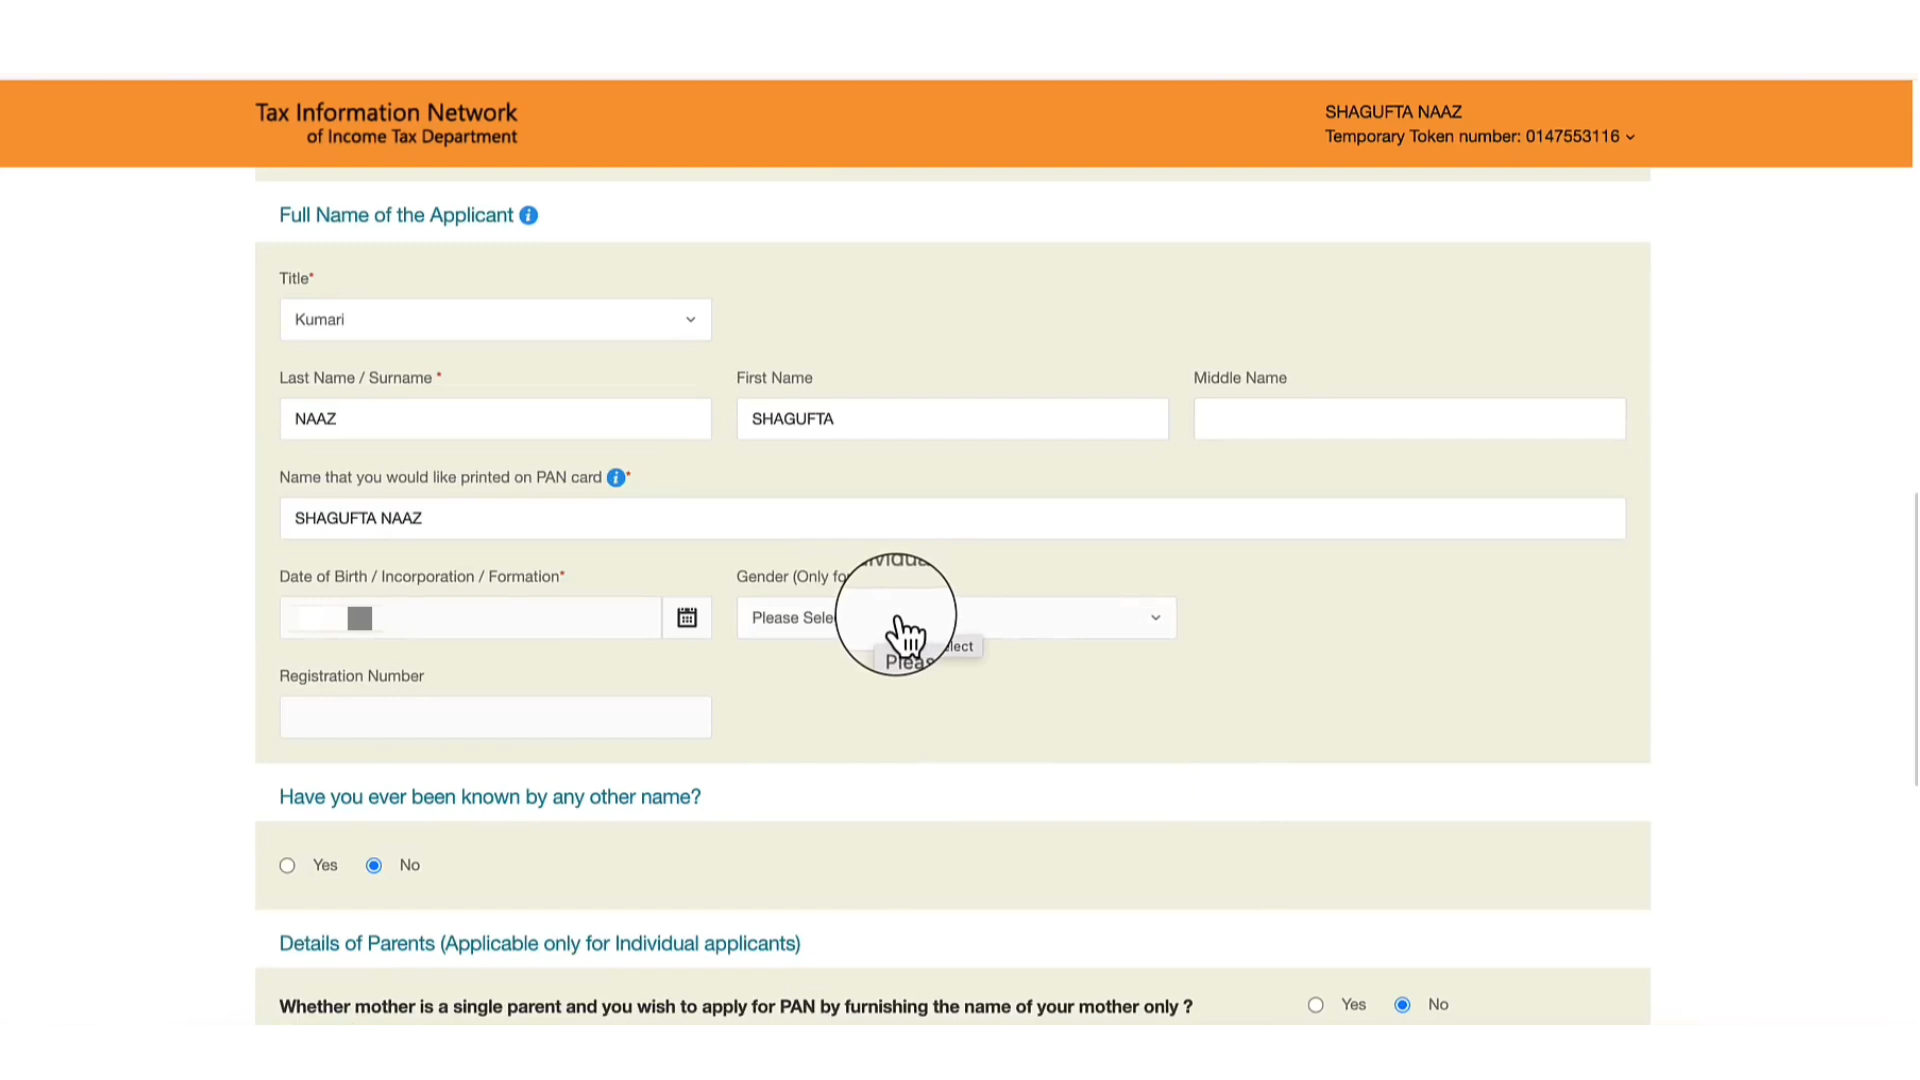 Tax Information Network
of Income Tax Department
SHAGUFTA NAAZ
Temporary Token number: 0147553116
Full Name of the Applicant
Title*
Kumari
Last Name / Surname *
First Name
Middle Name
NAAZ
SHAGUFTA
Name that you would like printed on PAN card *
SHAGUFTA NAAZ
Date of Birth / Incorporation / Formation*
Gender (Only
Please
Registration Number
Have you ever been known by any other name?
Yes
No
Details of Parents (Applicable only for Individual applicants)
Whether mother is a single parent and you wish to apply for PAN by furnishing the name of your mother only ?
Yes
No